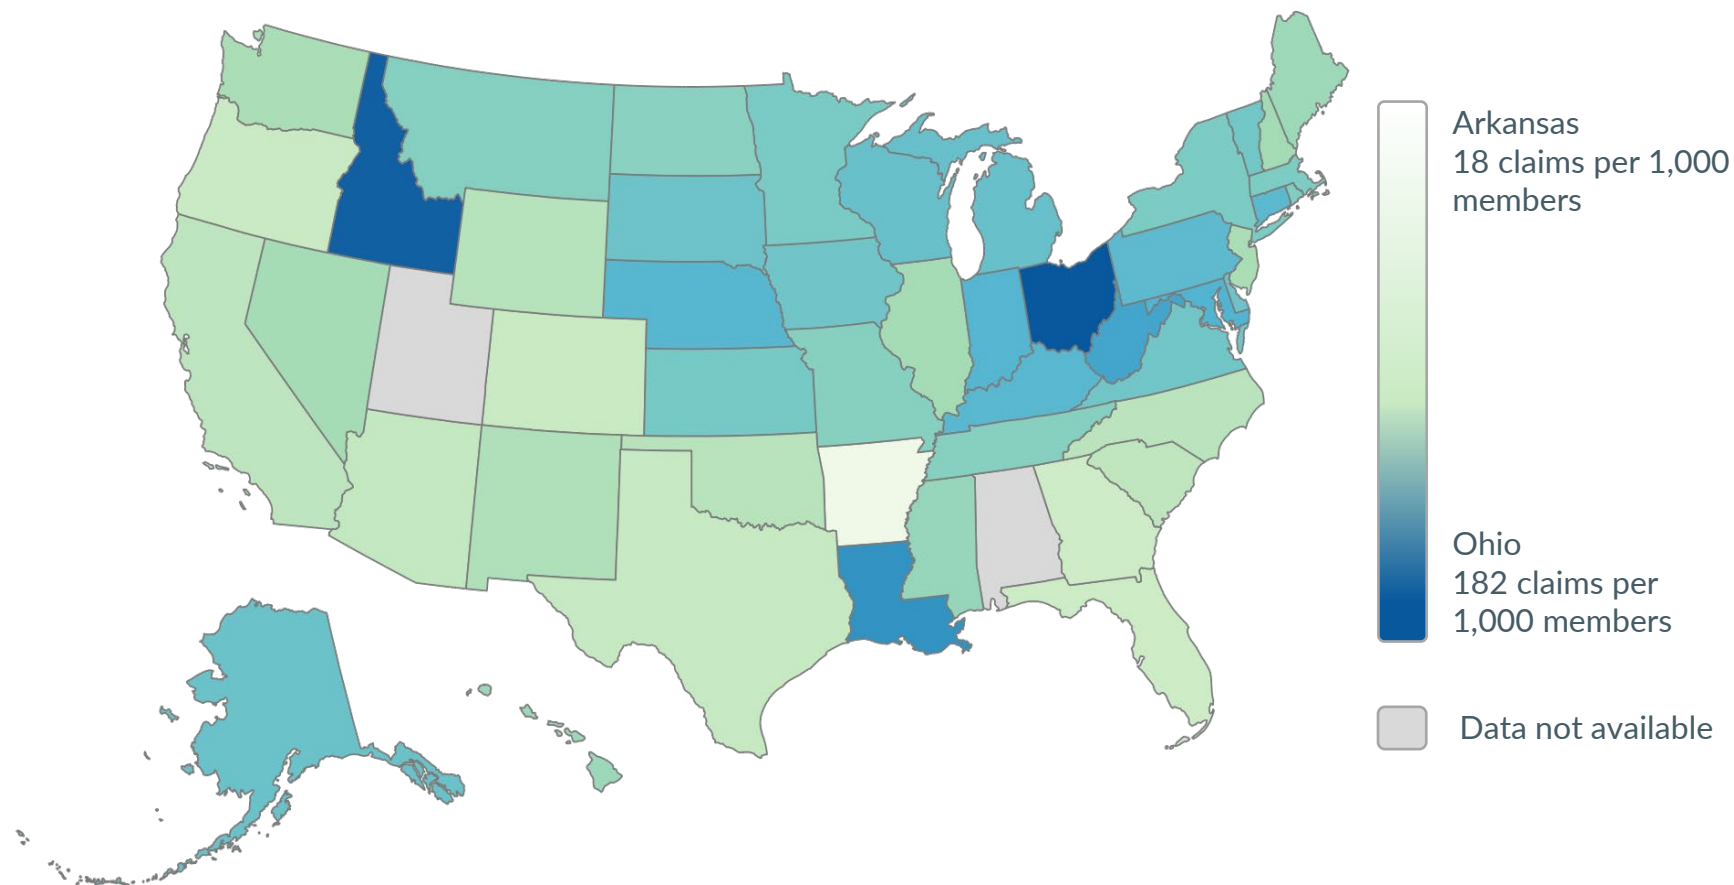 Arkansas
18 claims per 1,000
members
Ohio
182 claims per
1,000 members
Data not available